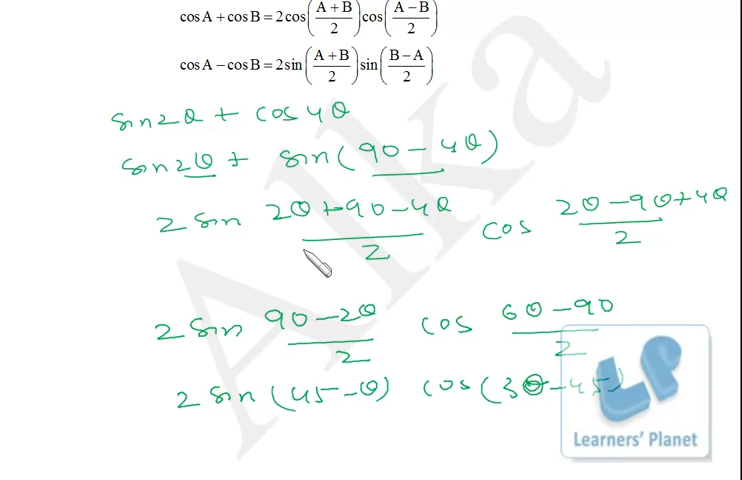 cosA + cosB = 2cos((A+B)/2)cos((A−B)/2)
cosA − cosB = 2sin((A+B)/2)sin((B−A)/2)
sin2θ + cos4θ
sin2θ + sin(90 − 4θ)
2 sin (2θ+90−4θ)/2 cos (2θ−90+4θ)/2
2 sin (90−2θ)/2 cos (6θ−90)/2
2 sin (45−θ) cos (3θ−45)
Alka
LP
Learners' Planet